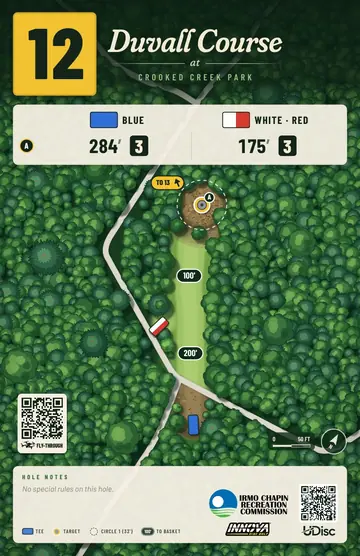 12
Duvall Course
at
CROOKED CREEK PARK
BLUE
WHITE - RED
A
284' 3
175' 3
TO 13
A
100'
200'
FLY-THROUGH
0 50 FT
HOLE NOTES
No special rules on this hole.
IRMO CHAPIN
RECREATION
COMMISSION
TEE
TARGET
CIRCLE 1 (33')
TO BASKET
INNOVA
UDisc